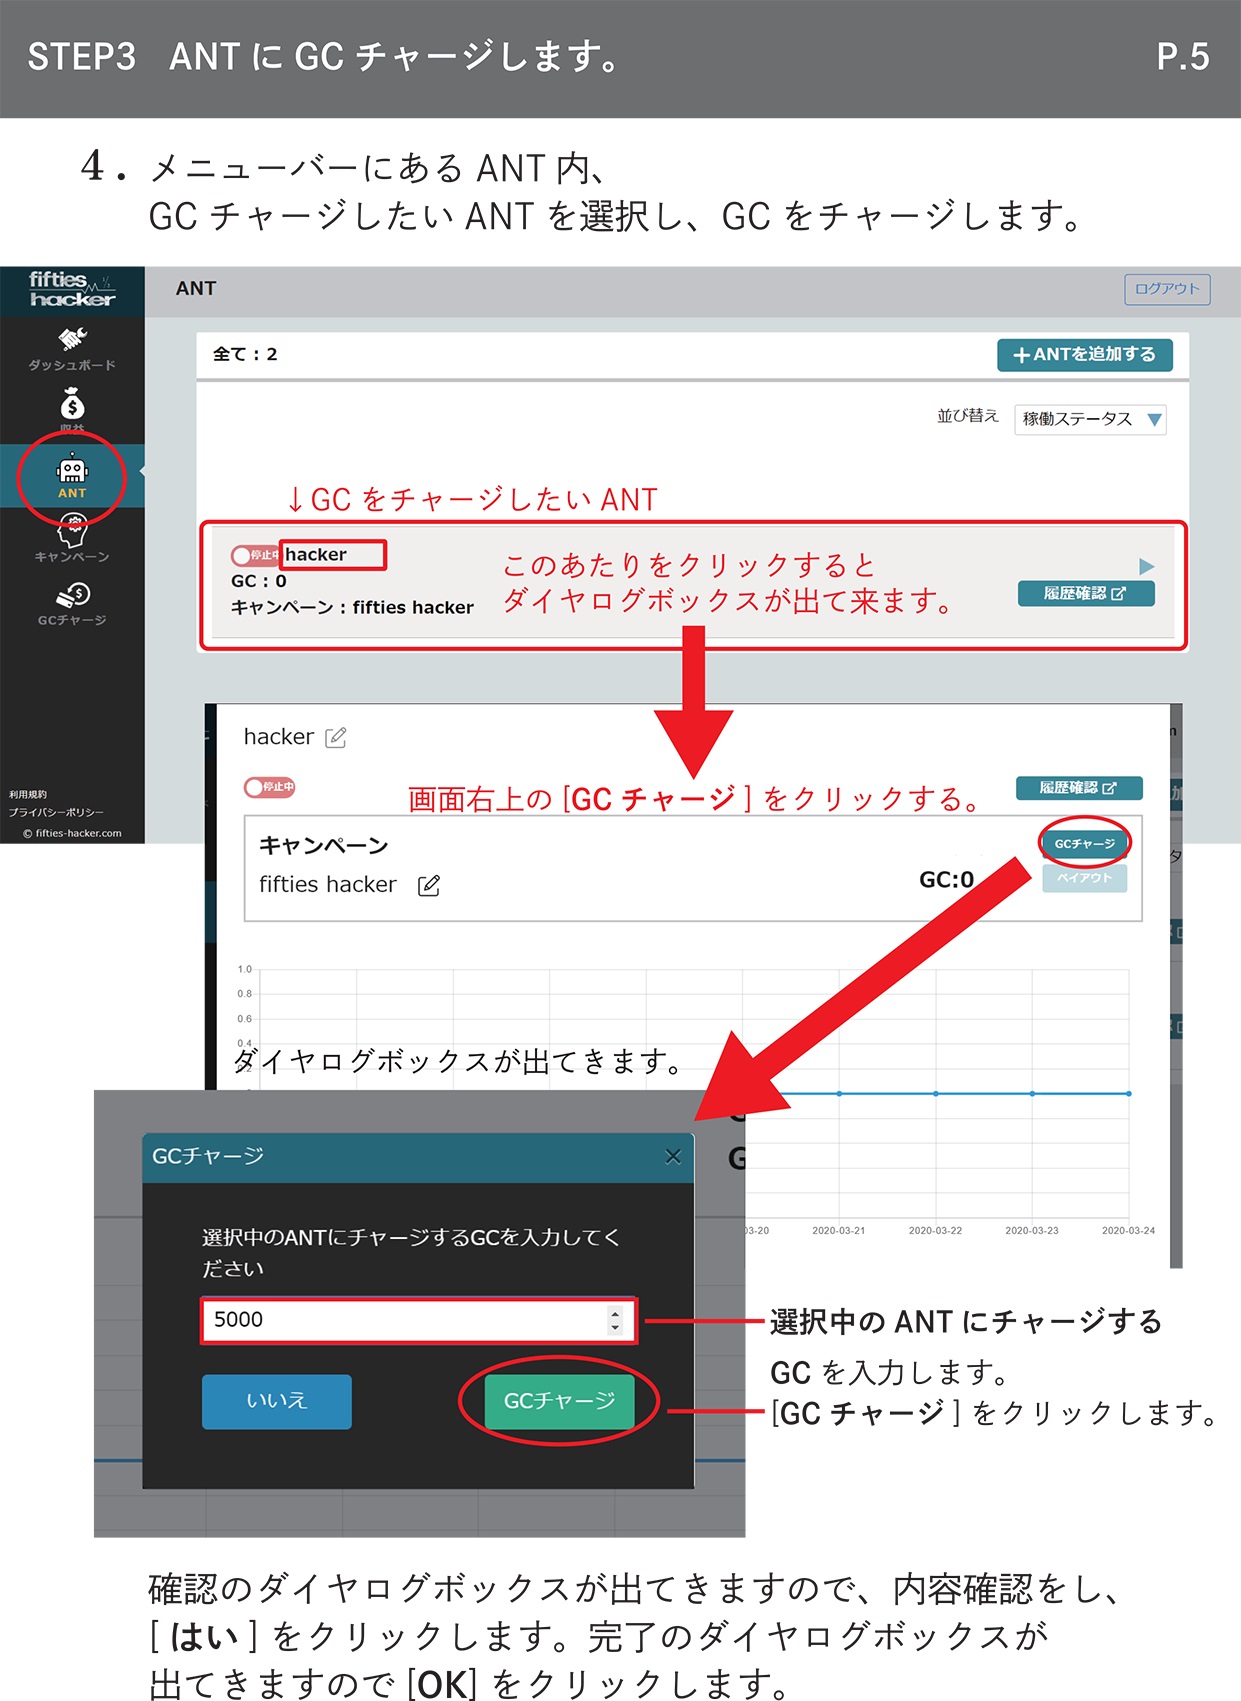 STEP3 ANT に GC チャージします。
P.5
4. メニューバーにある ANT 内、
GC チャージしたい ANT を選択し、GC をチャージします。
fifties
hacker
ANT
ログアウト
ダッシュボード
収益
ANT
キャンペーン
GCチャージ
利用規約
プライバシーポリシー
© fifties-hacker.com
全て : 2
+ANTを追加する
並び替え
稼働ステータス
↓GC をチャージしたい ANT
停止中
hacker
GC : 0
キャンペーン : fifties hacker
このあたりをクリックすると
ダイヤログボックスが出て来ます。
履歴確認
hacker
停止中
画面右上の [GC チャージ ] をクリックする。
履歴確認
キャンペーン
fifties hacker
GCチャージ
GC:0
ペイアウト
1.0
0.8
0.6
0.4
ダイヤログボックスが出てきます。
03-20
2020-03-21
2020-03-22
2020-03-23
2020-03-24
GCチャージ
×
選択中のANTにチャージするGCを入力してく
ださい
5000
いいえ
GCチャージ
選択中の ANT にチャージする
GC を入力します。
[GC チャージ ] をクリックします。
確認のダイヤログボックスが出てきますので、内容確認をし、
[ はい ] をクリックします。完了のダイヤログボックスが
出てきますので [OK] をクリックします。